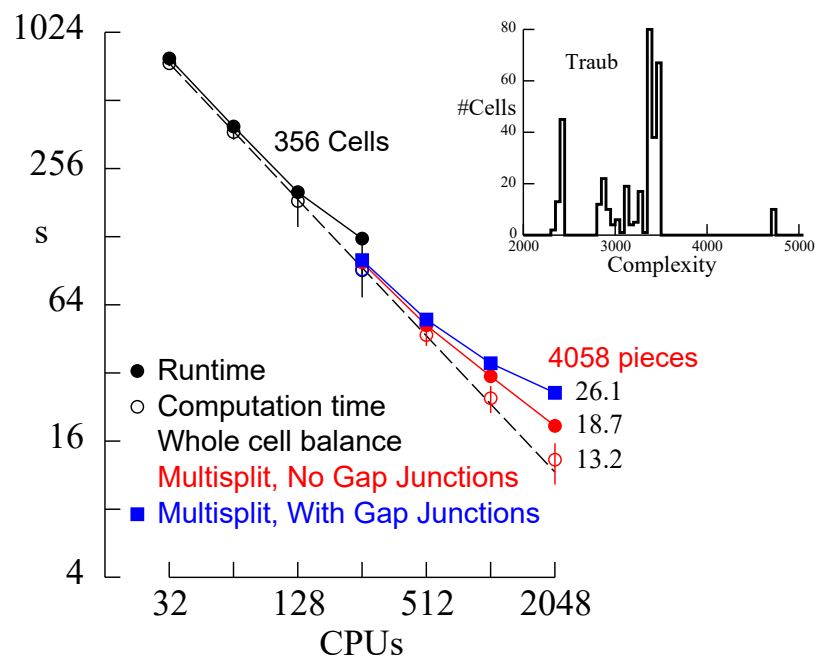 1024
256
s
64
16
4
32
128
512
2048
CPUs
356 Cells
Runtime
Computation time
Whole cell balance
Multisplit, No Gap Junctions
Multisplit, With Gap Junctions
4058 pieces
26.1
18.7
13.2
80
60
40
20
0
#Cells
Traub
2000
3000
4000
5000
Complexity